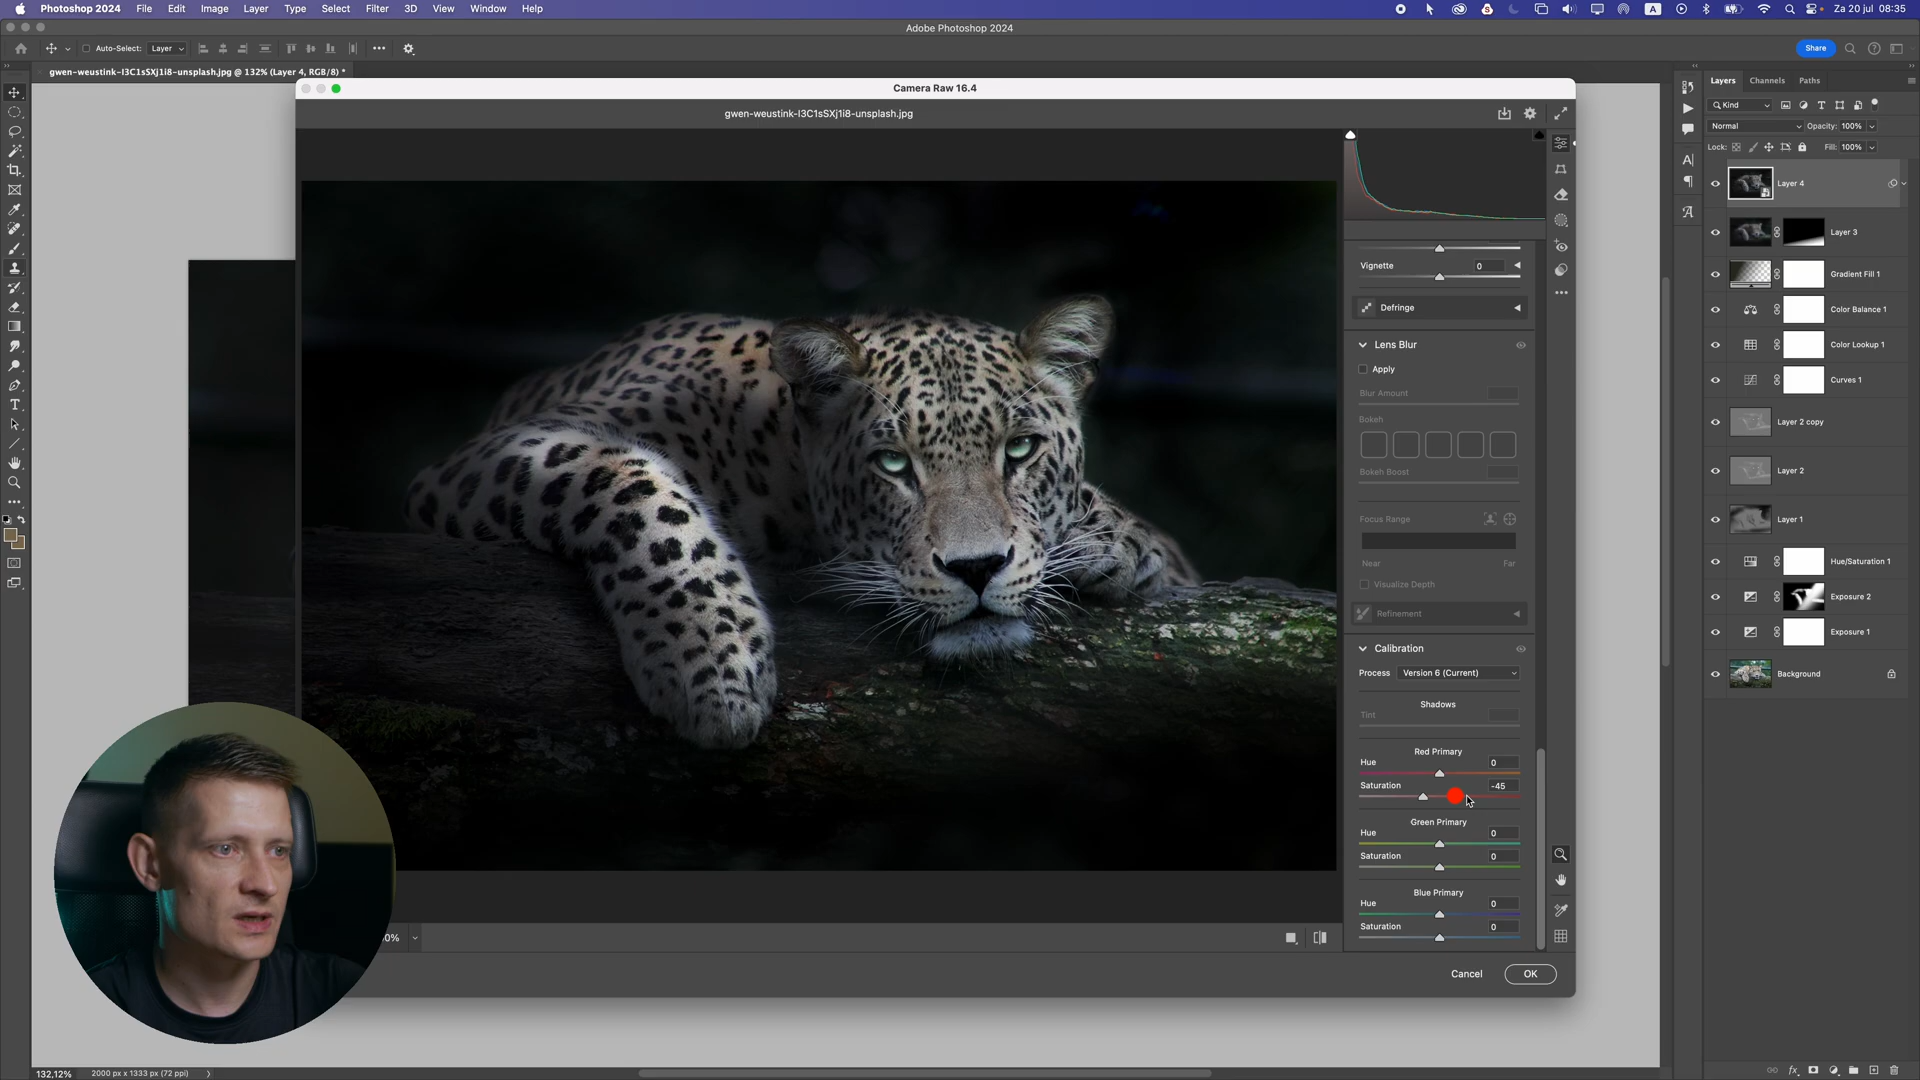 Photoshop 2024 File Edit Image Layer Type Select Filter 3D View Window Help Za 20 jul 08:35
Adobe Photoshop 2024
Auto-Select: Layer Share
gwen-weustink-I3C1sSXj1i8-unsplash.jpg @ 132% (Layer 4, RGB/8) *
Camera Raw 16.4
gwen-weustink-I3C1sSXj1i8-unsplash.jpg
Vignette 0
Defringe
Lens Blur
Apply
Blur Amount
Bokeh
Bokeh Boost
Focus Range
Near Far
Visualize Depth
Refinement
Calibration
Process Version 6 (Current)
Shadows
Tint
Red Primary
Hue 0
Saturation -45
Green Primary
Hue 0
Saturation 0
Blue Primary
Hue 0
Saturation 0
Cancel OK
Layers Channels Paths
Kind
Normal Opacity: 100%
Lock: Fill: 100%
Layer 4
Layer 3
Gradient Fill 1
Color Balance 1
Color Lookup 1
Curves 1
Layer 2 copy
Layer 2
Layer 1
Hue/Saturation 1
Exposure 2
Exposure 1
Background
132,12% 2000 px x 1333 px (72 ppi)